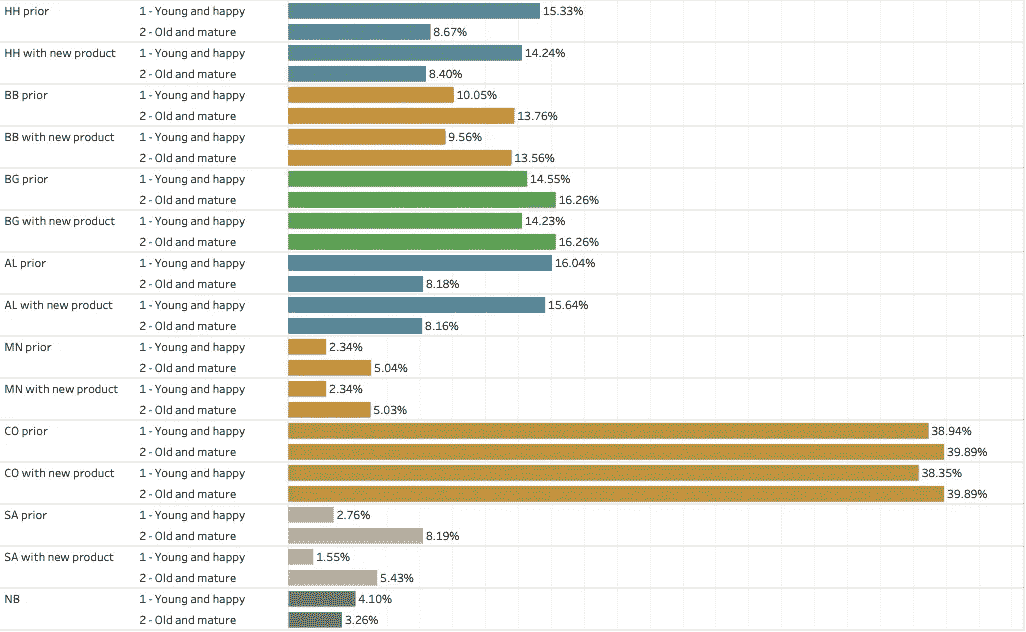 HH prior 1 - Young and happy 15.33%
2 - Old and mature 8.67%
HH with new product 1 - Young and happy 14.24%
2 - Old and mature 8.40%
BB prior 1 - Young and happy 10.05%
2 - Old and mature 13.76%
BB with new product 1 - Young and happy 9.56%
2 - Old and mature 13.56%
BG prior 1 - Young and happy 14.55%
2 - Old and mature 16.26%
BG with new product 1 - Young and happy 14.23%
2 - Old and mature 16.26%
AL prior 1 - Young and happy 16.04%
2 - Old and mature 8.18%
AL with new product 1 - Young and happy 15.64%
2 - Old and mature 8.16%
MN prior 1 - Young and happy 2.34%
2 - Old and mature 5.04%
MN with new product 1 - Young and happy 2.34%
2 - Old and mature 5.03%
CO prior 1 - Young and happy 38.94%
2 - Old and mature 39.89%
CO with new product 1 - Young and happy 38.35%
2 - Old and mature 39.89%
SA prior 1 - Young and happy 2.76%
2 - Old and mature 8.19%
SA with new product 1 - Young and happy 1.55%
2 - Old and mature 5.43%
NB 1 - Young and happy 4.10%
2 - Old and mature 3.26%